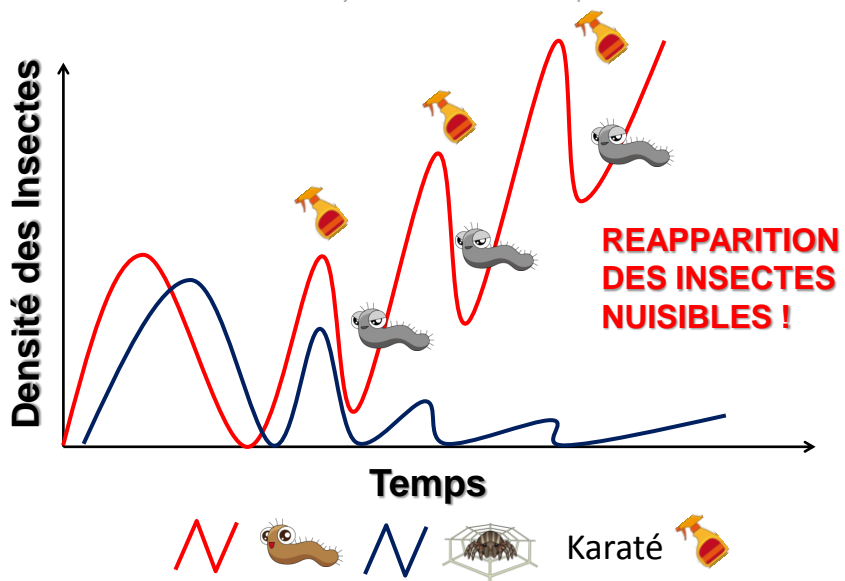 Densité des Insectes
REAPPARITION
DES INSECTES
NUISIBLES !
Temps
Karaté